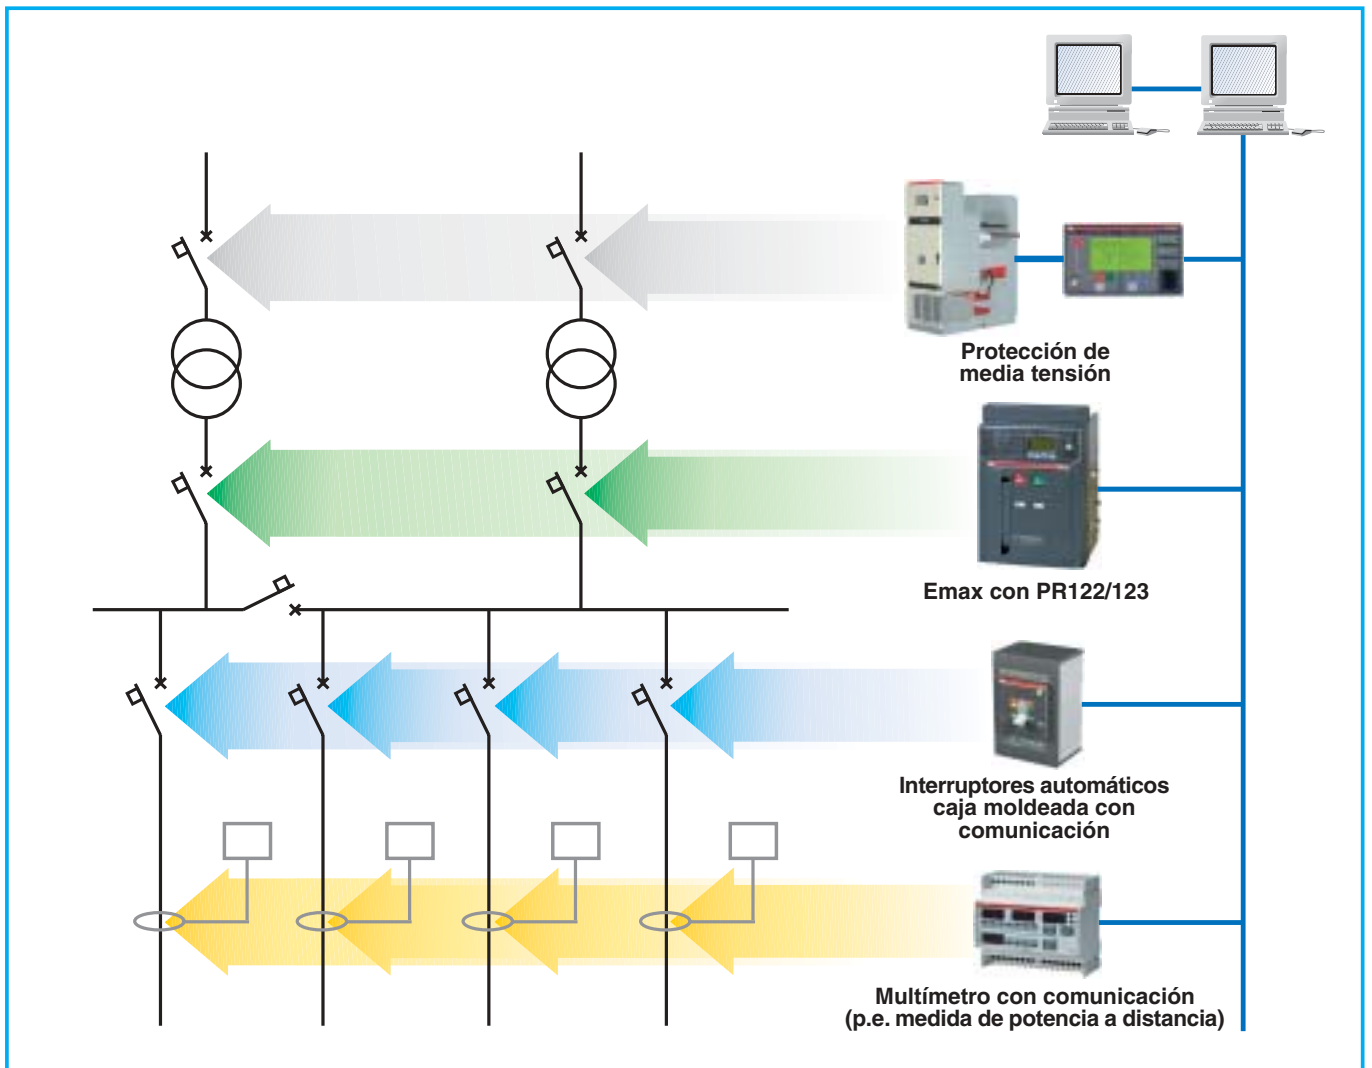 Protección de
media tensión
Emax con PR122/123
Interruptores automáticos
caja moldeada con
comunicación
Multímetro con comunicación
(p.e. medida de potencia a distancia)